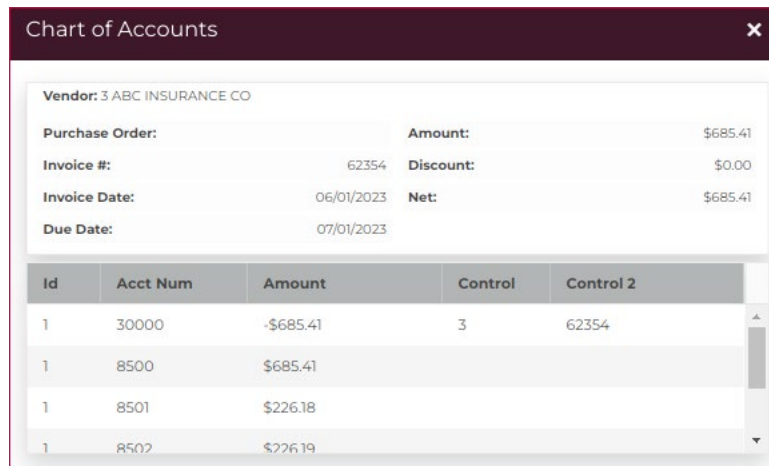 Chart of Accounts ×
Vendor: 3 ABC INSURANCE CO
Purchase Order: Amount: $685.41
Invoice #: 62354 Discount: $0.00
Invoice Date: 06/01/2023 Net: $685.41
Due Date: 07/01/2023
Id Acct Num Amount Control Control 2
1 30000 -$685.41 3 62354
1 8500 $685.41
1 8501 $226.18
1 8502 $226.19